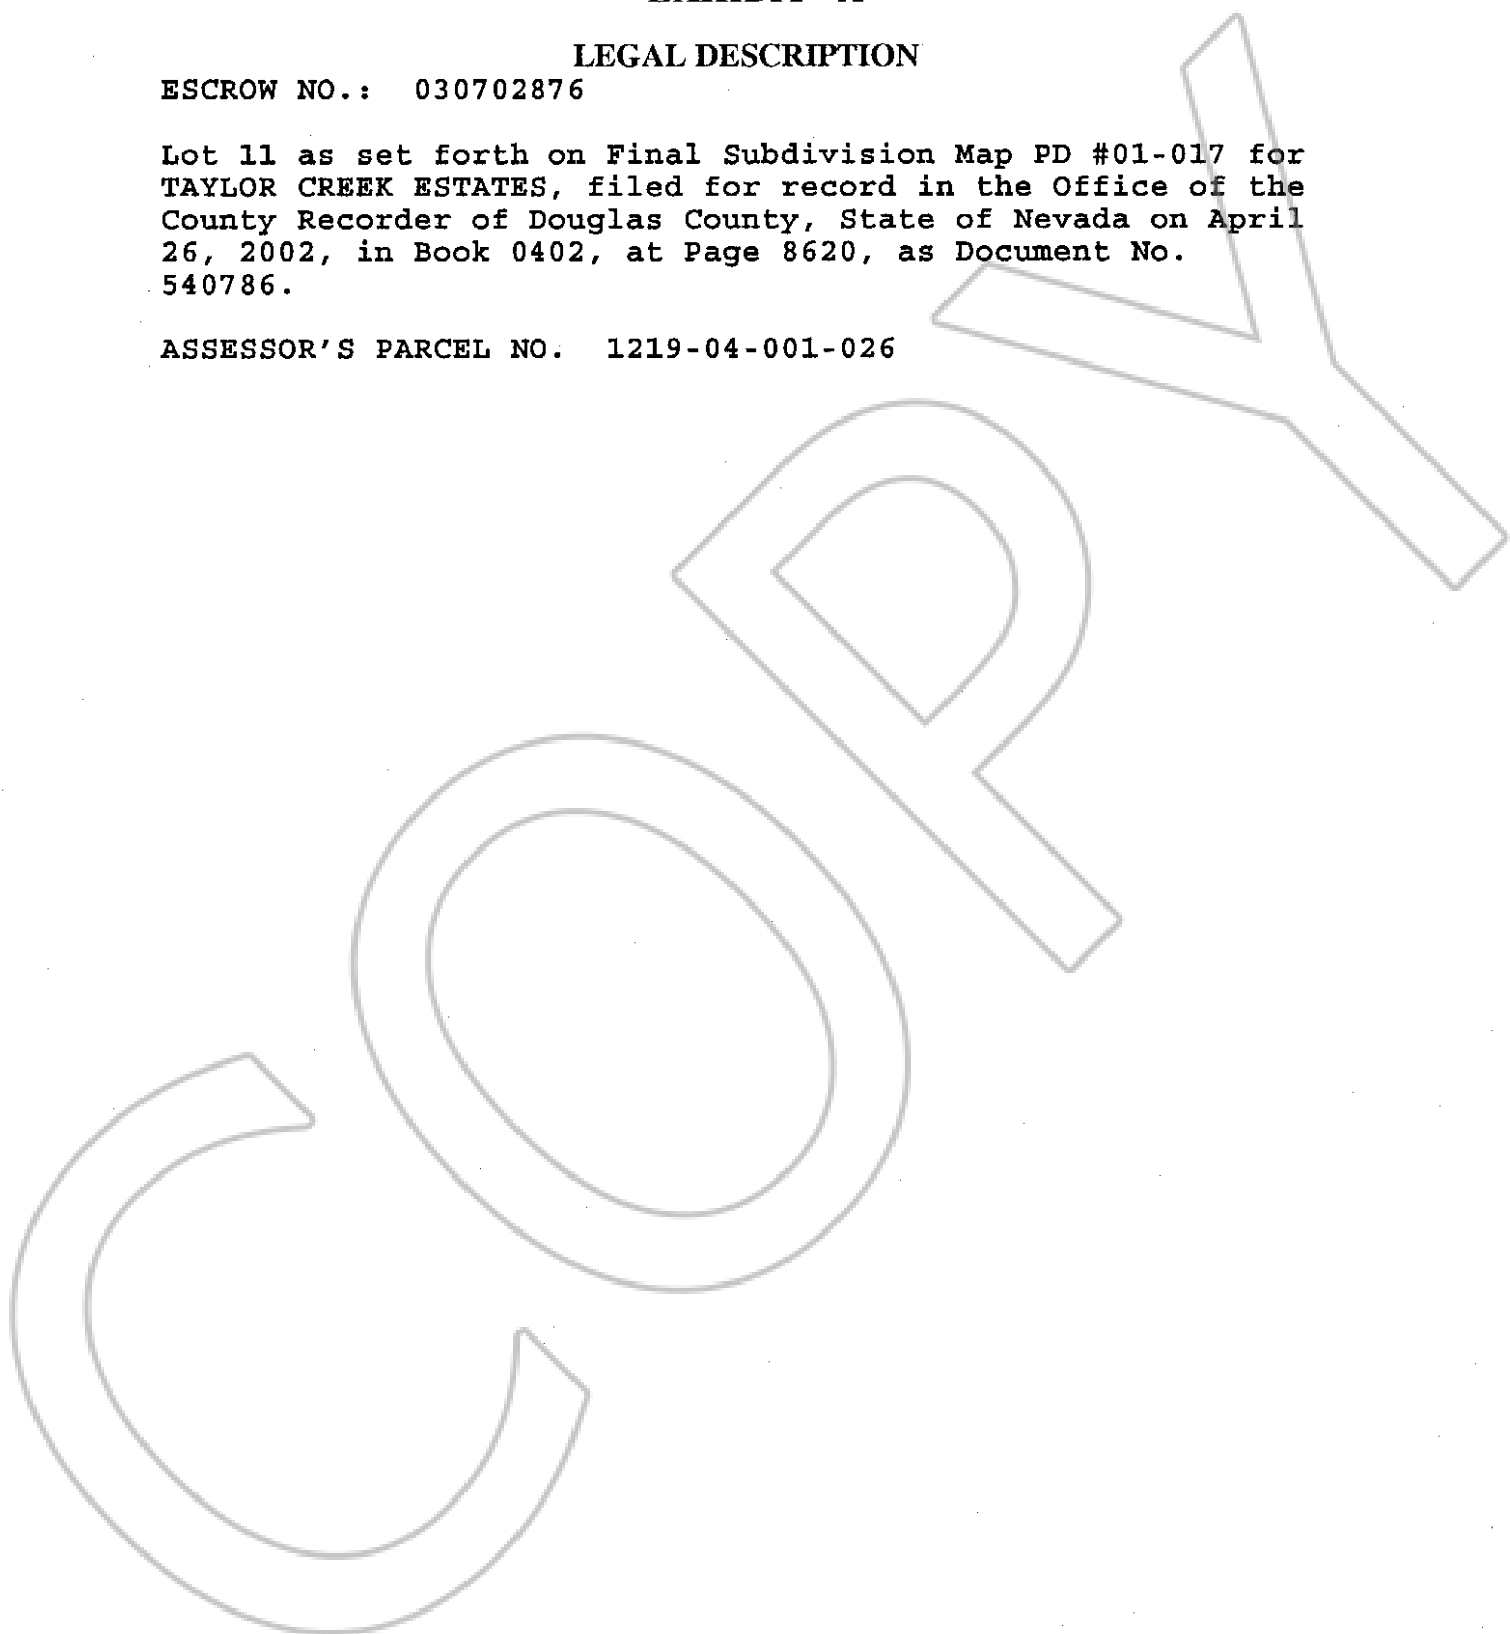 LEGAL DESCRIPTION
ESCROW NO.: 030702876
Lot 11 as set forth on Final Subdivision Map PD #01-017 for
TAYLOR CREEK ESTATES, filed for record in the Office of the
County Recorder of Douglas County, State of Nevada on April
26, 2002, in Book 0402, at Page 8620, as Document No.
540786.
ASSESSOR'S PARCEL NO. 1219-04-001-026
COPY